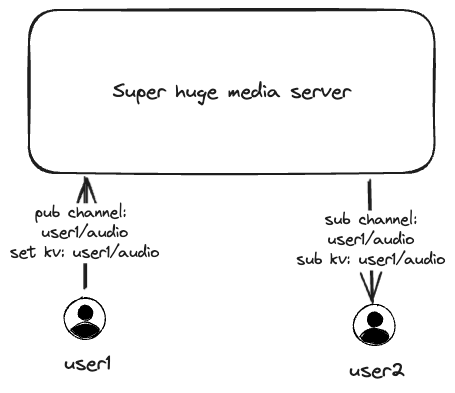 Super huge media server
pub channel:
user1/audio
set kv: user1/audio
sub channel:
user1/audio
sub kv: user1/audio
user1
user2